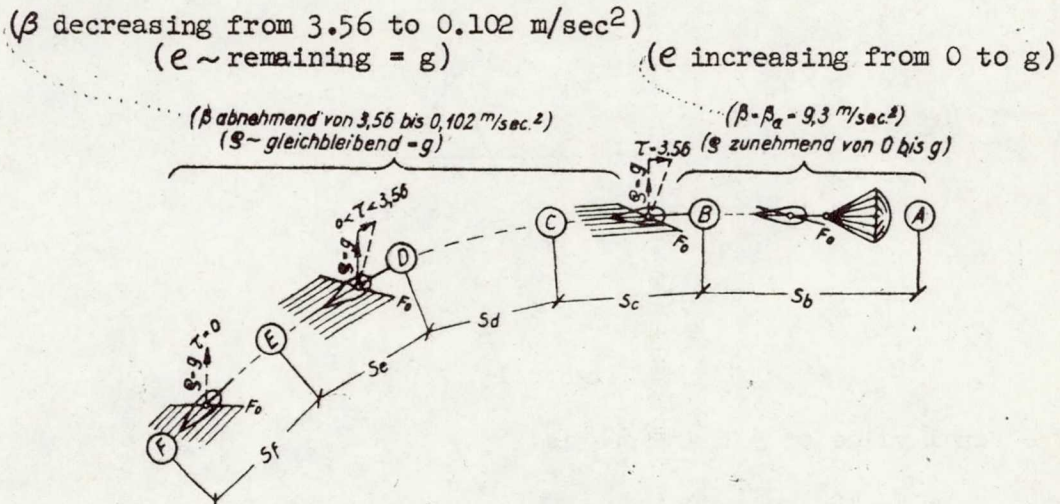 (β decreasing from 3.56 to 0.102 m/sec²)
(e ~ remaining = g)
(e increasing from 0 to g)
(β abnehmend von 3,56 bis 0,102 m/sec.²)
(ϱ ~ gleichbleibend = g)
(β = βa = 9,3 m/sec.²)
(ϱ zunehmend von 0 bis g)
τ = 3,56
ϱ = g
0 < τ < 3,56
ϱ = g
A
B
C
D
E
F
F₀
F₀
F₀
F₀
Sb
Sc
Sd
Se
Sf
ϱ = g
τ = 0